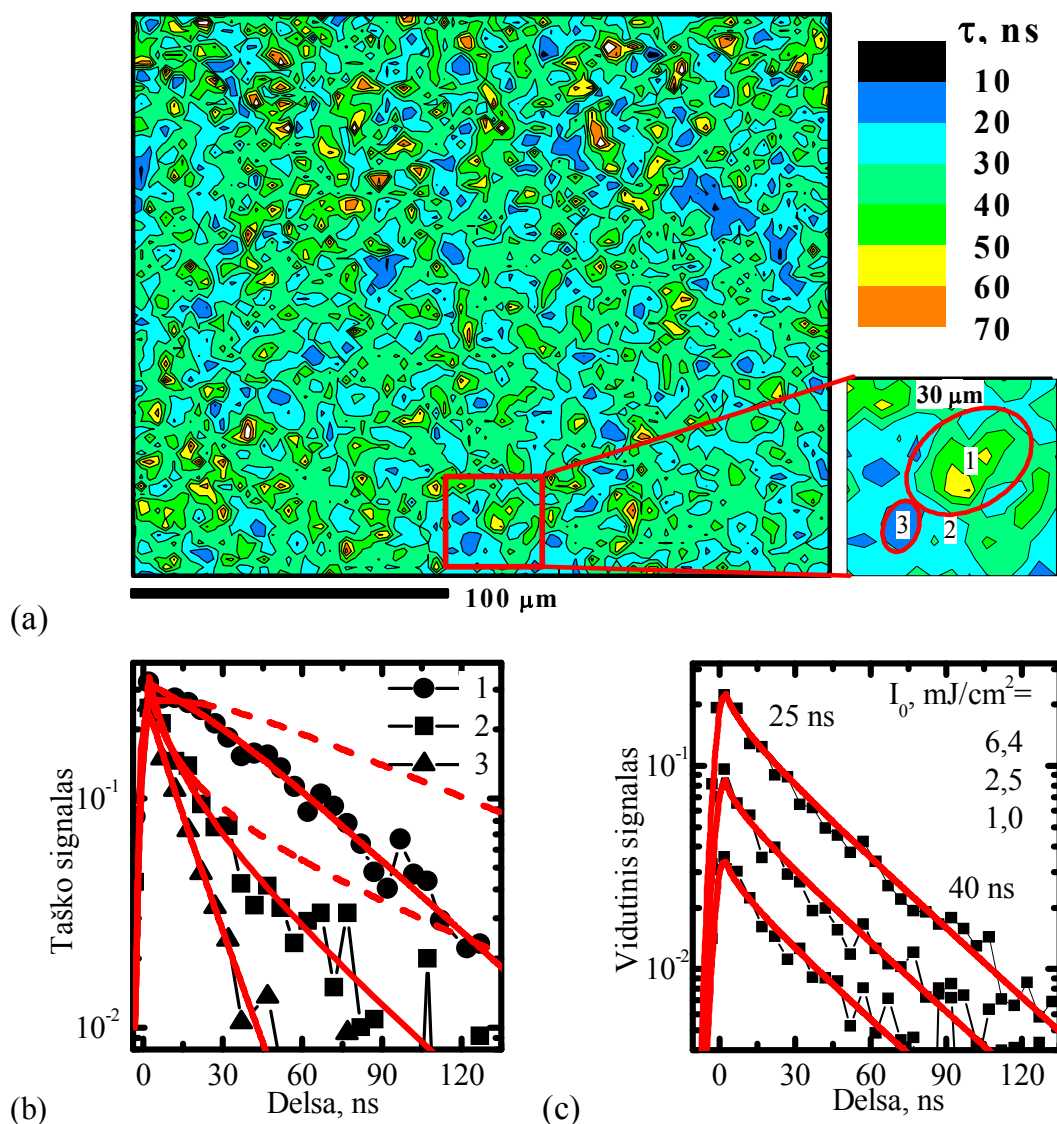 τ, ns
10
20
30
40
50
60
70
30 μm
1
3
2
100 μm
(a)
Taško signalas
10⁻¹
10⁻²
1
2
3
0 30 60 90 120
Delsa, ns
(b)
Vidutinis signalas
10⁻¹
10⁻²
25 ns
I₀, mJ/cm²=
6,4
2,5
1,0
40 ns
0 30 60 90 120
Delsa, ns
(c)